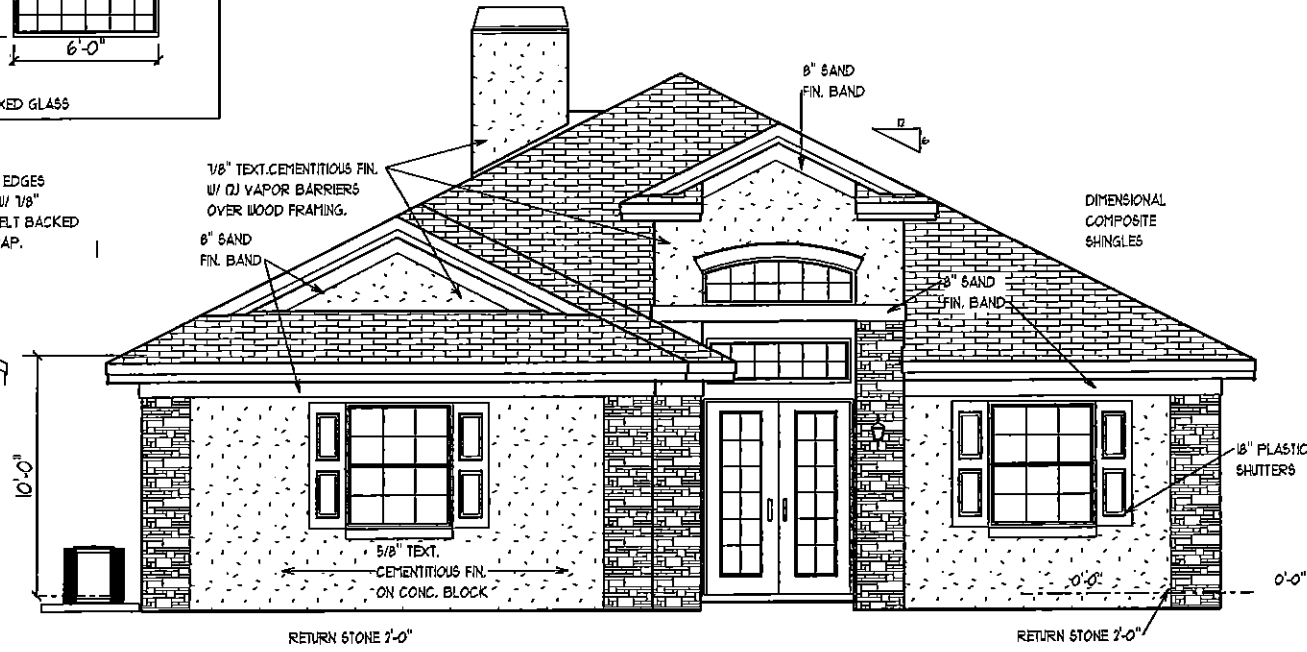 6'-0"
XED GLASS
EDGES
W/ 7/8"
ELT BACKED
AP.
7/8" TEXT.CEMENTITIOUS FIN.
W/ (2) VAPOR BARRIERS
OVER WOOD FRAMING.
8" SAND
FIN. BAND
8" SAND
FIN. BAND
12
6
DIMENSIONAL
COMPOSITE
SHINGLES
8" SAND
FIN. BAND
10'-0"
18" PLASTIC
SHUTTERS
5/8" TEXT.
CEMENTITIOUS FIN.
ON CONC. BLOCK
0'-0"
0'-0"
RETURN STONE 2'-0"
RETURN STONE 2'-0"